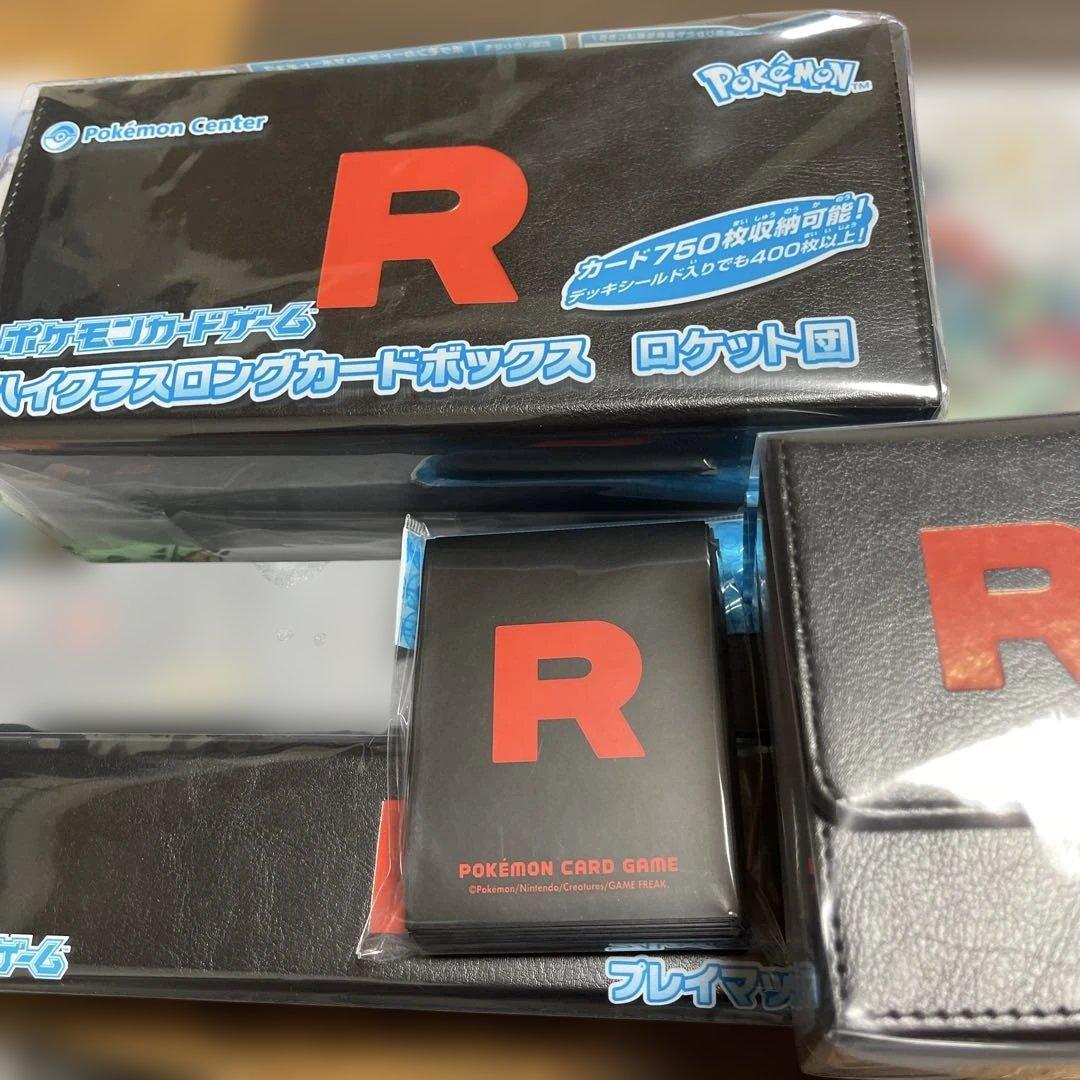 Pokémon Center
POKéMON™
R
カード750枚収納可能!
デッキシールド入りでも400枚以上!
ポケモンカードゲーム
ハイクラスロングカードボックス ロケット団
R
R
POKÉMON CARD GAME
©Pokémon/Nintendo/Creatures/GAME FREAK.
ゲーム
プレイマッ